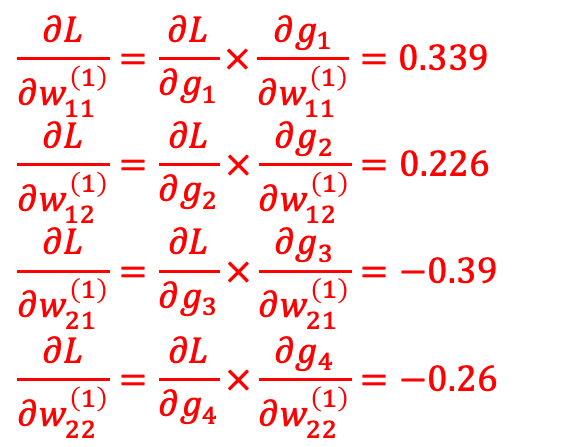 ∂L/∂w₁₁⁽¹⁾ = ∂L/∂g₁ × ∂g₁/∂w₁₁⁽¹⁾ = 0.339
∂L/∂w₁₂⁽¹⁾ = ∂L/∂g₂ × ∂g₂/∂w₁₂⁽¹⁾ = 0.226
∂L/∂w₂₁⁽¹⁾ = ∂L/∂g₃ × ∂g₃/∂w₂₁⁽¹⁾ = −0.39
∂L/∂w₂₂⁽¹⁾ = ∂L/∂g₄ × ∂g₄/∂w₂₂⁽¹⁾ = −0.26